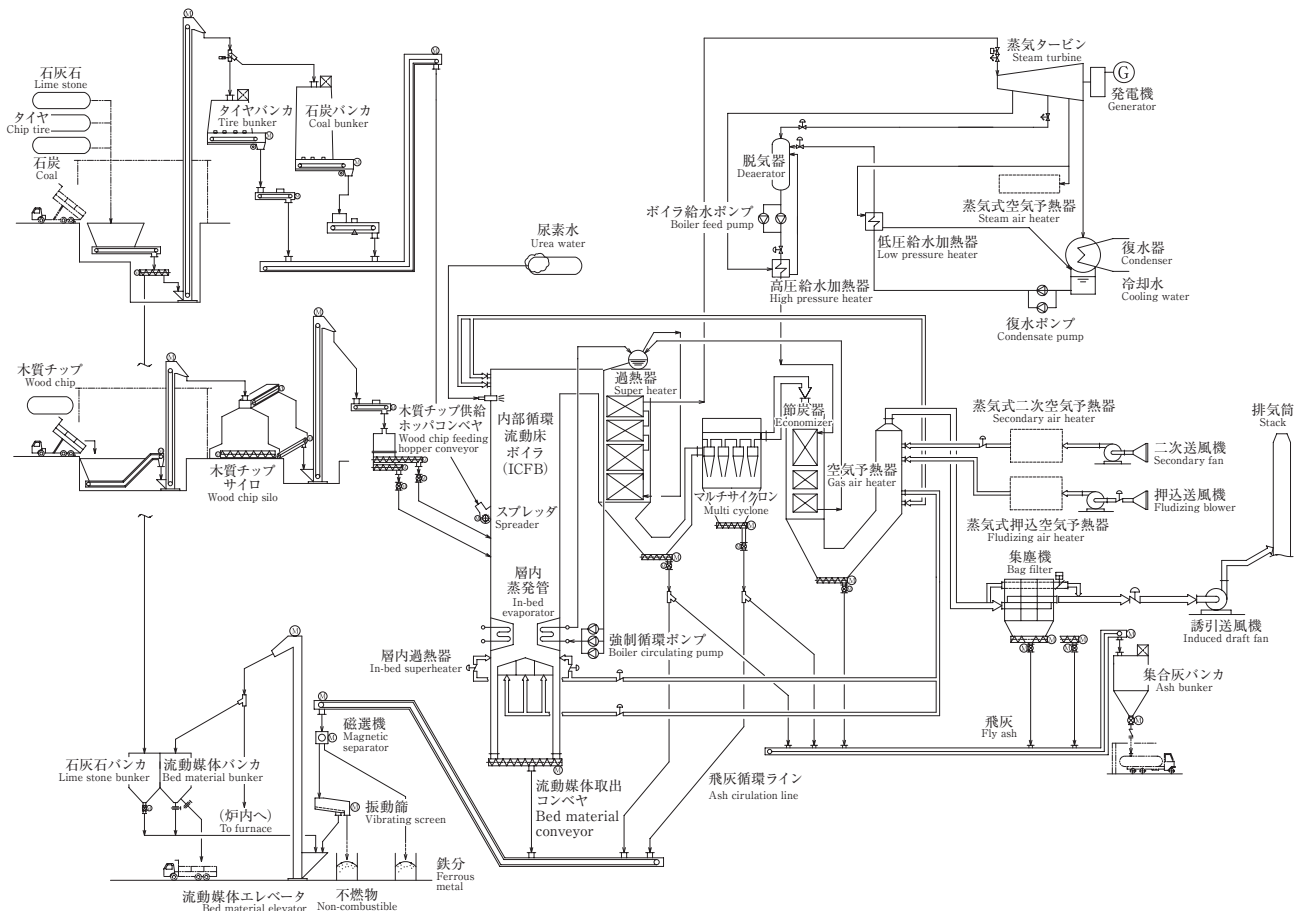 石灰石
Lime stone
タイヤ
Chip tire
石炭
Coal
タイヤバンカ
Tire bunker
石炭バンカ
Coal bunker
尿素水
Urea water
蒸気タービン
Steam turbine
G
発電機
Generator
脱気器
Deaerator
蒸気式空気予熱器
Steam air heater
ボイラ給水ポンプ
Boiler feed pump
低圧給水加熱器
Low pressure heater
復水器
Condenser
冷却水
Cooling water
高圧給水加熱器
High pressure heater
復水ポンプ
Condensate pump
木質チップ
Wood chip
木質チップ
サイロ
Wood chip silo
木質チップ供給
ホッパコンベヤ
Wood chip feeding
hopper conveyor
内部循環
流動床
ボイラ
(ICFB)
過熱器
Super heater
節炭器
Economizer
蒸気式二次空気予熱器
Secondary air heater
排気筒
Stack
二次送風機
Secondary fan
空気予熱器
Gas air heater
マルチサイクロン
Multi cyclone
押込送風機
Fludizing blower
蒸気式押込空気予熱器
Fludizing air heater
スプレッダ
Spreader
集塵機
Bag filter
層内
蒸発管
In-bed
evaporator
誘引送風機
Induced draft fan
強制循環ポンプ
Boiler circulating pump
層内過熱器
In-bed superheater
集合灰バンカ
Ash bunker
飛灰
Fly ash
磁選機
Magnetic
separator
石灰石バンカ
Lime stone bunker
流動媒体バンカ
Bed material bunker
流動媒体取出
コンベヤ
Bed material
conveyor
飛灰循環ライン
Ash cirulation line
(炉内へ)
To furnace
振動篩
Vibrating screen
鉄分
Ferrous
metal
流動媒体エレベータ
Bed material elevator
不燃物
Non-combustible